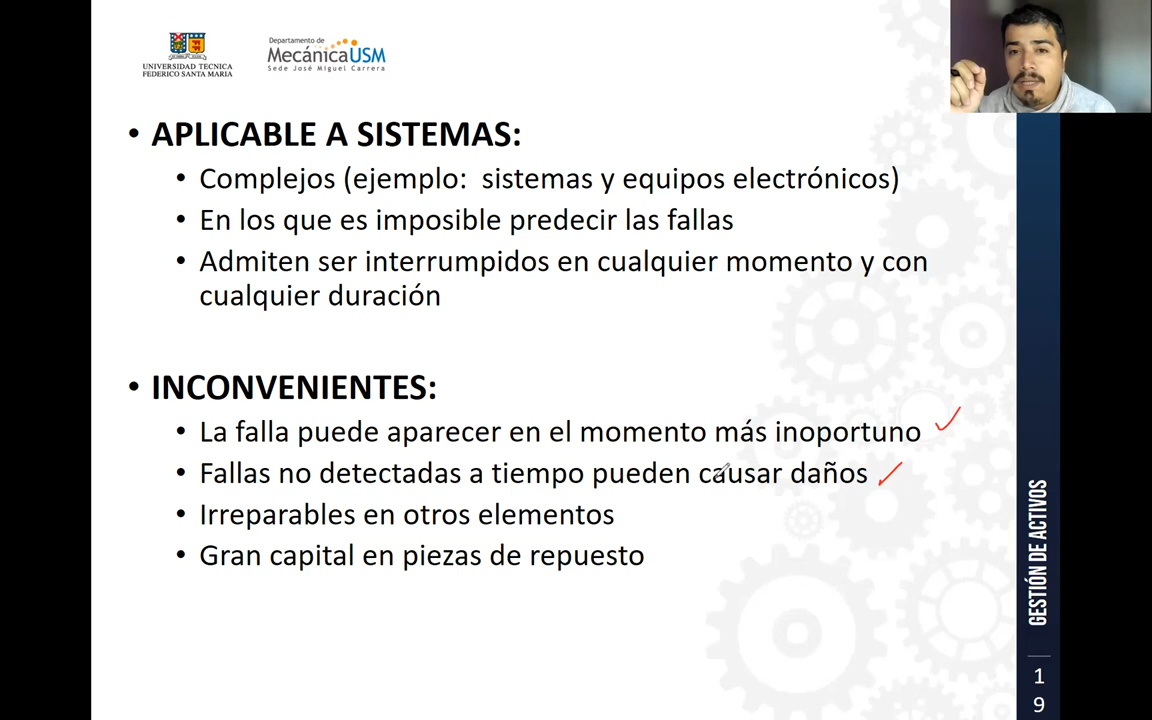 UNIVERSIDAD TECNICA
FEDERICO SANTA MARIA
Departamento de
MecánicaUSM
Sede José Miguel Carrera
• APLICABLE A SISTEMAS:
• Complejos (ejemplo: sistemas y equipos electrónicos)
• En los que es imposible predecir las fallas
• Admiten ser interrumpidos en cualquier momento y con
cualquier duración
• INCONVENIENTES:
• La falla puede aparecer en el momento más inoportuno
• Fallas no detectadas a tiempo pueden causar daños
• Irreparables en otros elementos
• Gran capital en piezas de repuesto
GESTIÓN DE ACTIVOS
1
9